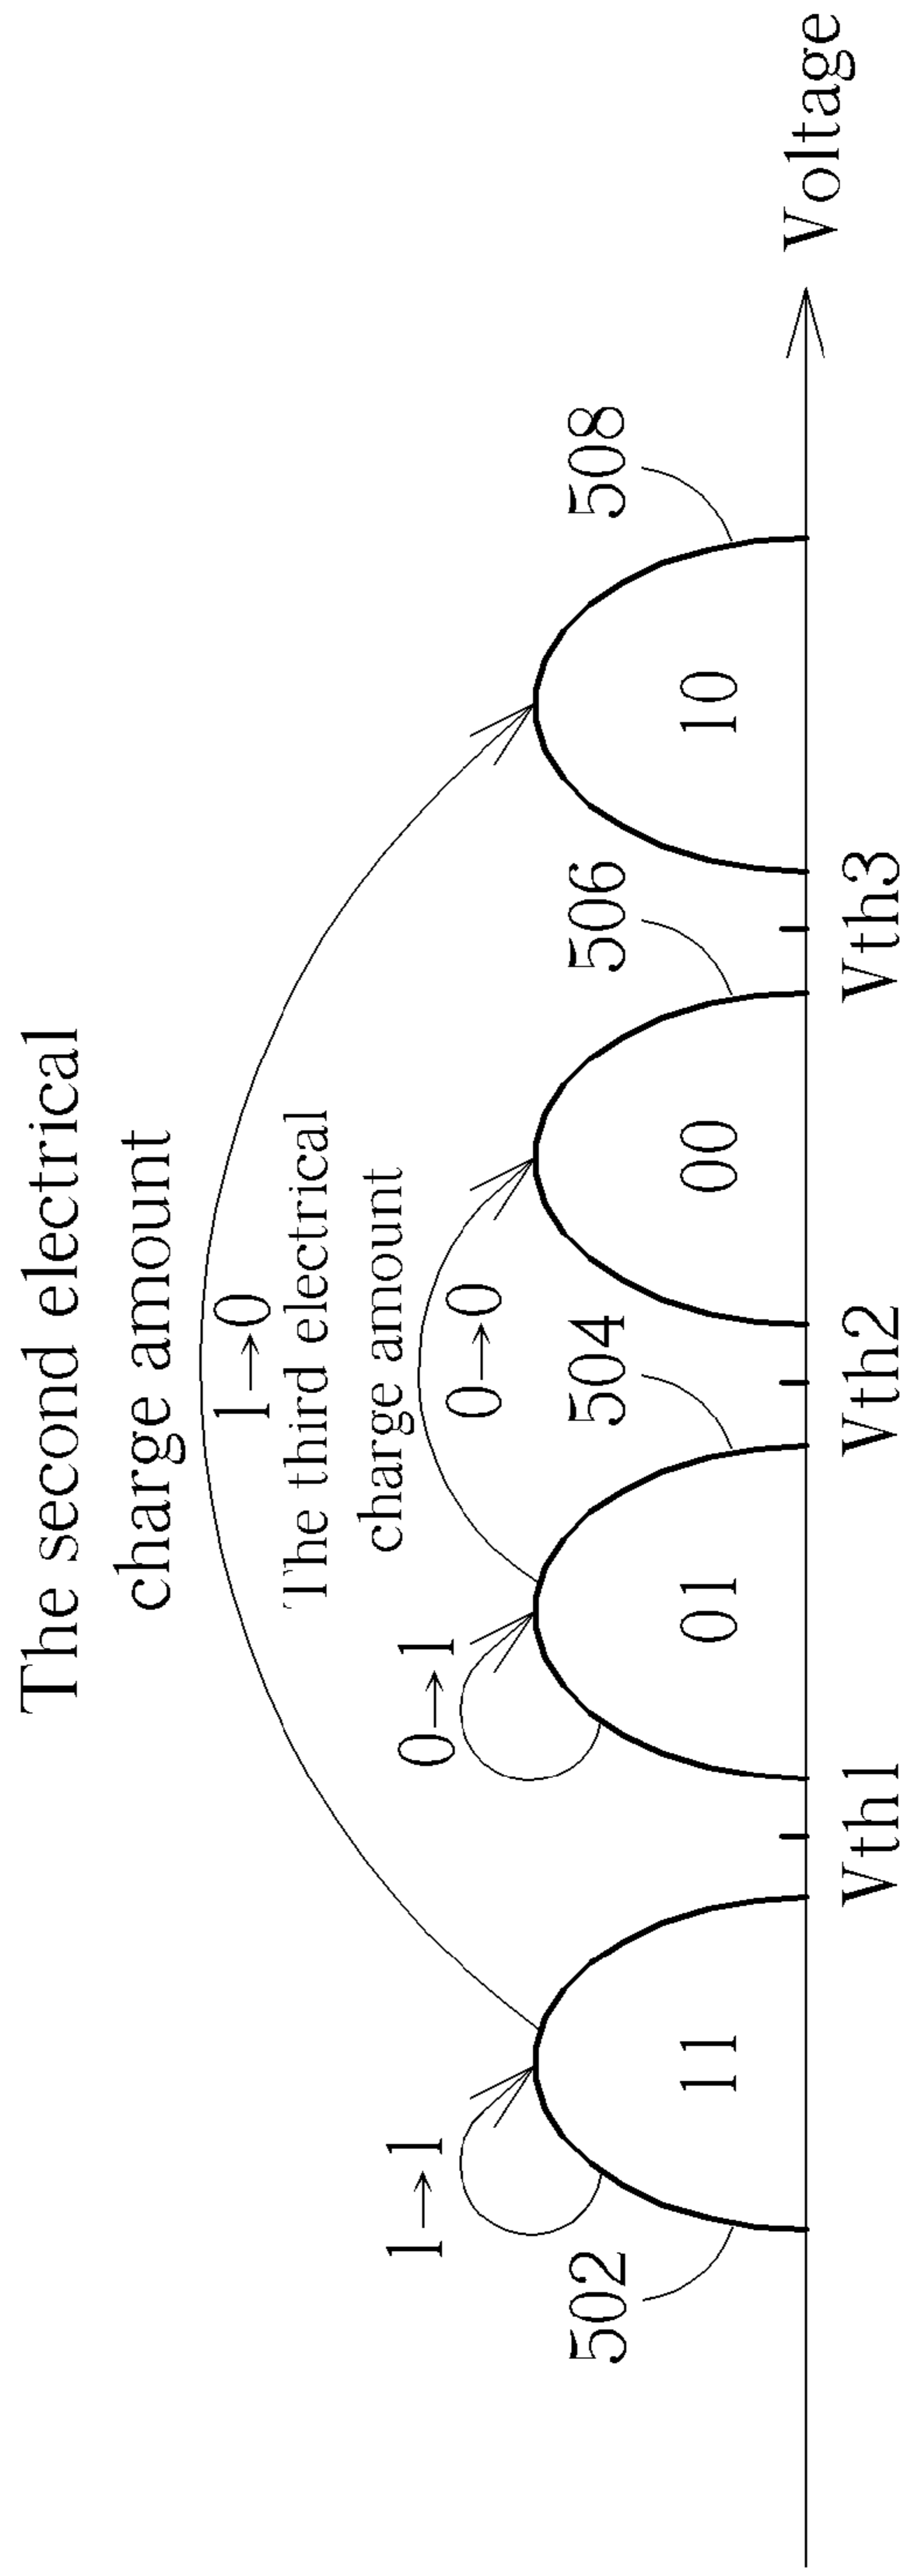 The second electrical
charge amount
1→0
The third electrical
charge amount
1→1
0→1
0→0
502
504
506
508
11
01
00
10
Vth1
Vth2
Vth3
Voltage